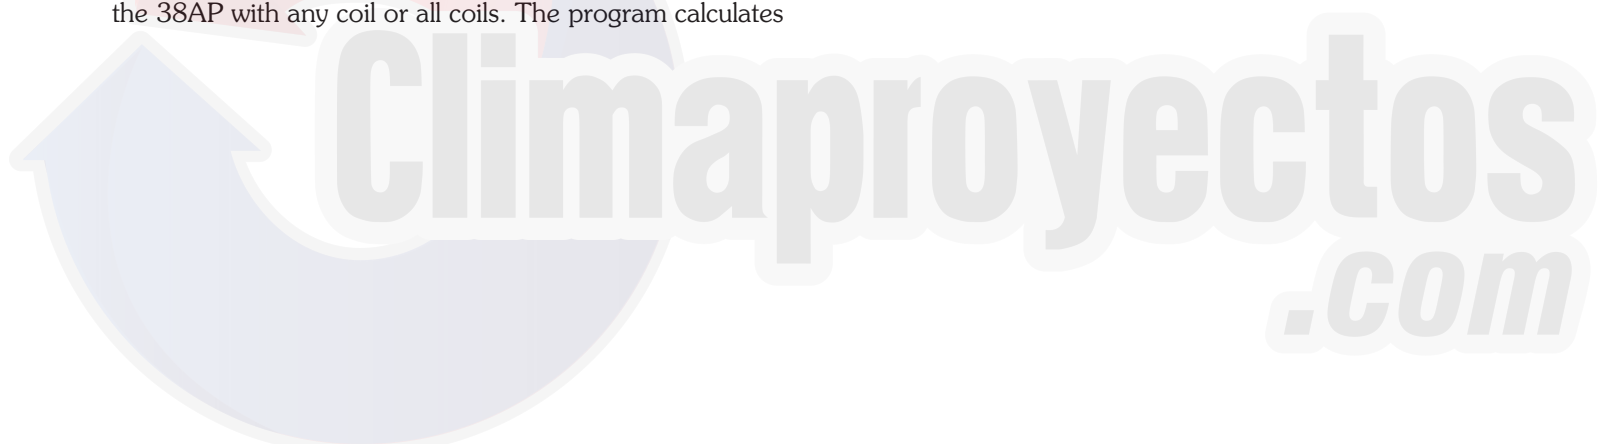 the 38AP with any coil or all coils. The program calculates
Climaproyectos
.com